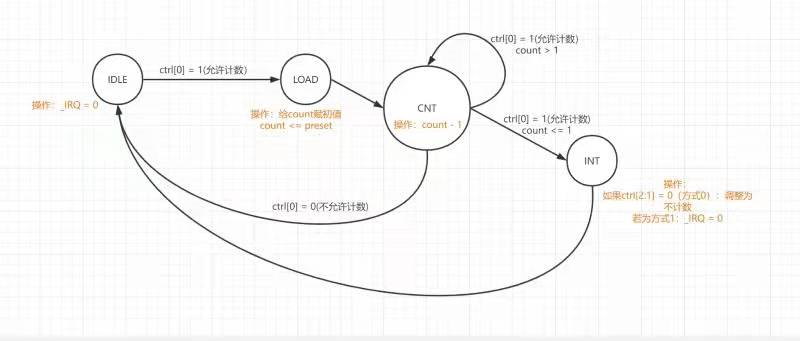 ctrl[0] = 1(允许计数)
count > 1
ctrl[0] = 1(允许计数)
IDLE
LOAD
操作：_IRQ = 0
操作：给count赋初值
count <= preset
CNT
操作：count - 1
ctrl[0] = 1(允许计数)
count <= 1
INT
操作：
如果ctrl[2:1] = 0（方式0）：调整为
不计数
若为方式1：_IRQ = 0
ctrl[0] = 0(不允许计数)